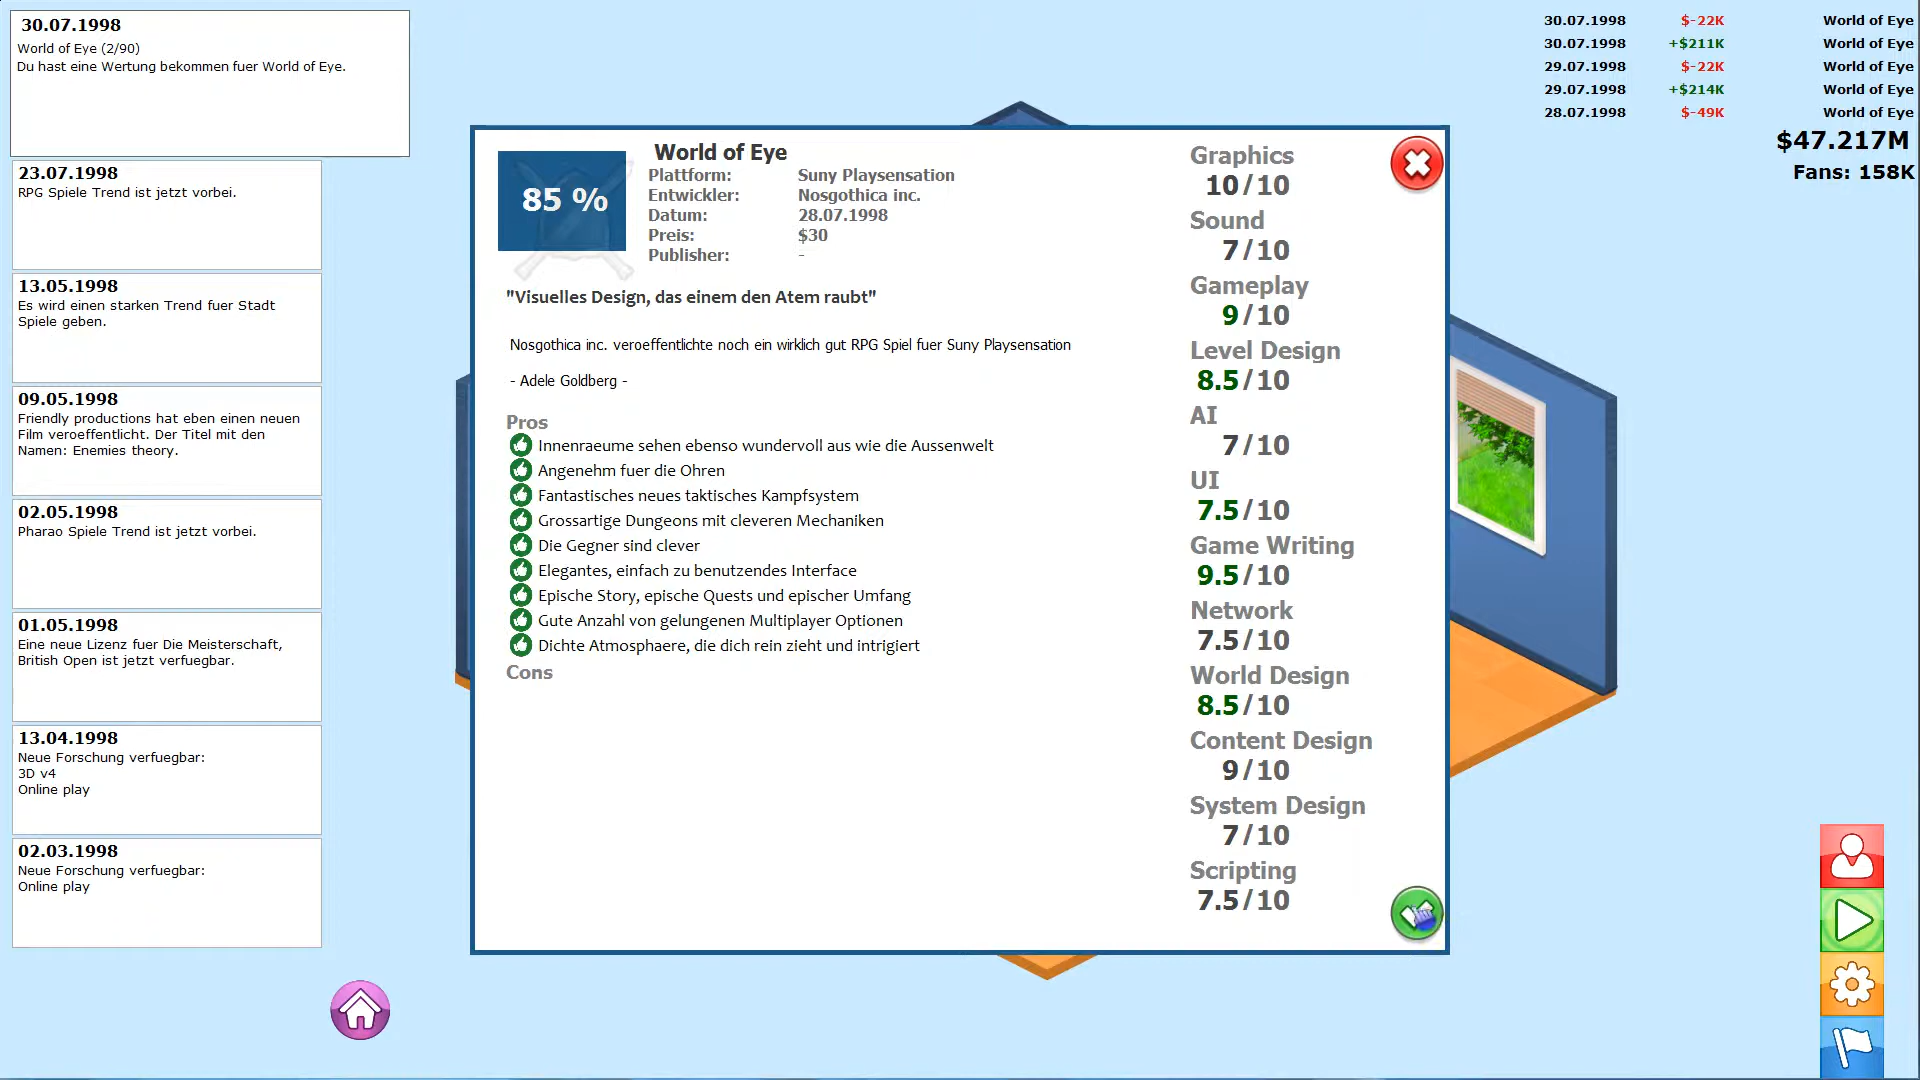 30.07.1998
World of Eye (2/90)
Du hast eine Wertung bekommen fuer World of Eye.
23.07.1998
RPG Spiele Trend ist jetzt vorbei.
13.05.1998
Es wird einen starken Trend fuer Stadt
Spiele geben.
09.05.1998
Friendly productions hat eben einen neuen
Film veroeffentlicht. Der Titel mit den
Namen: Enemies theory.
02.05.1998
Pharao Spiele Trend ist jetzt vorbei.
01.05.1998
Eine neue Lizenz fuer Die Meisterschaft,
British Open ist jetzt verfuegbar.
13.04.1998
Neue Forschung verfuegbar:
3D v4
Online play
02.03.1998
Neue Forschung verfuegbar:
Online play
85 %
World of Eye
Plattform: Suny Playsensation
Entwickler: Nosgothica inc.
Datum: 28.07.1998
Preis: $30
Publisher: -
"Visuelles Design, das einem den Atem raubt"
Nosgothica inc. veroeffentlichte noch ein wirklich gut RPG Spiel fuer Suny Playsensation
- Adele Goldberg -
Pros
Innenraeume sehen ebenso wundervoll aus wie die Aussenwelt
Angenehm fuer die Ohren
Fantastisches neues taktisches Kampfsystem
Grossartige Dungeons mit cleveren Mechaniken
Die Gegner sind clever
Elegantes, einfach zu benutzendes Interface
Epische Story, epische Quests und epischer Umfang
Gute Anzahl von gelungenen Multiplayer Optionen
Dichte Atmosphaere, die dich rein zieht und intrigiert
Cons
Graphics
10/10
Sound
7/10
Gameplay
9/10
Level Design
8.5/10
AI
7/10
UI
7.5/10
Game Writing
9.5/10
Network
7.5/10
World Design
8.5/10
Content Design
9/10
System Design
7/10
Scripting
7.5/10
30.07.1998 $-22K World of Eye
30.07.1998 +$211K World of Eye
29.07.1998 $-22K World of Eye
29.07.1998 +$214K World of Eye
28.07.1998 $-49K World of Eye
$47.217M
Fans: 158K